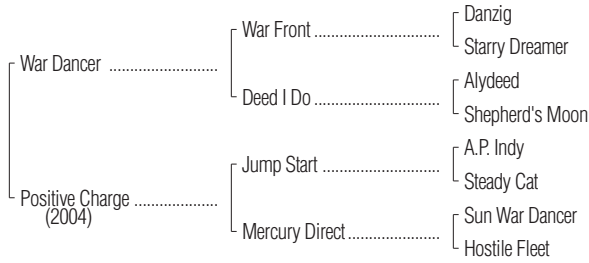 Danzig
War Front
Starry Dreamer
War Dancer
Alydeed
Deed I Do
Shepherd's Moon
A.P. Indy
Jump Start
Steady Cat
Positive Charge
(2004)
Sun War Dancer
Mercury Direct
Hostile Fleet